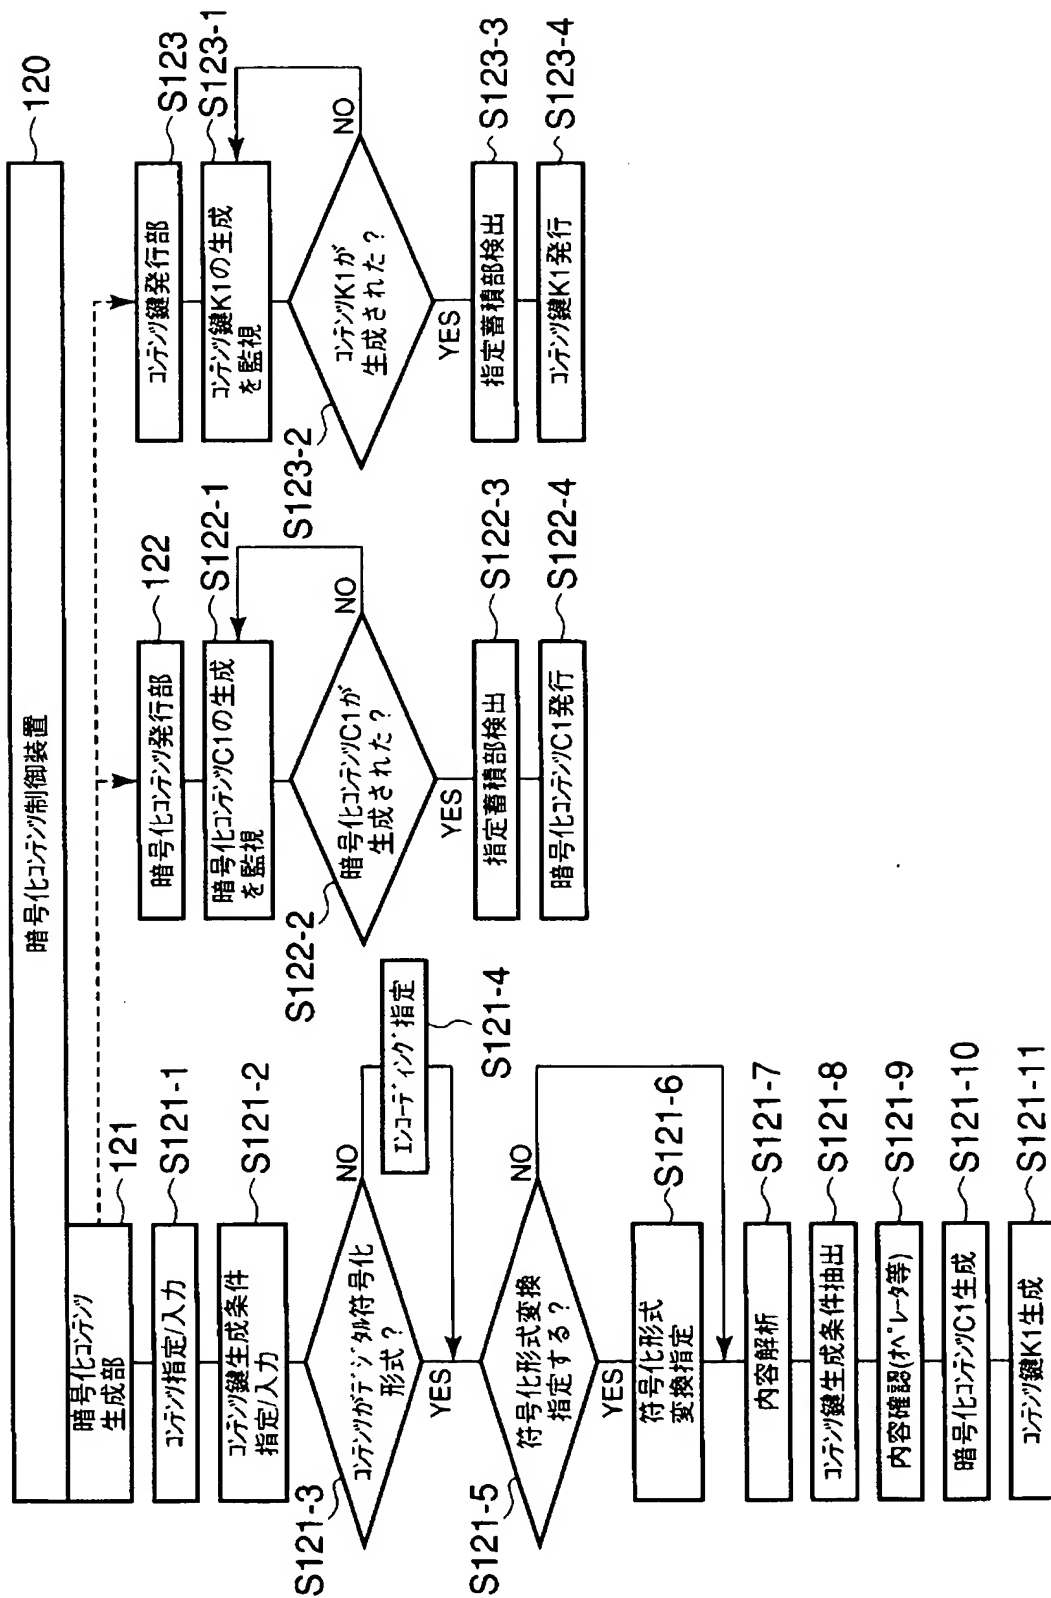 暗号化コンテンツ制御装置
120
暗号化コンテンツ
生成部
121
コンテンツ指定/入力
S121-1
コンテンツ鍵生成条件
指定/入力
S121-2
コンテンツがデジタル符号化
形式？
S121-3
NO
YES
エンコーディング指定
S121-4
符号化形式変換
指定する？
S121-5
NO
YES
符号化形式
変換指定
S121-6
内容解析
S121-7
コンテンツ鍵生成条件抽出
S121-8
内容確認(オペレータ等)
S121-9
暗号化コンテンツC1生成
S121-10
コンテンツ鍵K1生成
S121-11
暗号化コンテンツ発行部
122
暗号化コンテンツC1の生成
を監視
S122-1
暗号化コンテンツC1が
生成された？
S122-2
NO
YES
指定蓄積部検出
S122-3
暗号化コンテンツC1発行
S122-4
コンテンツ鍵発行部
S123
コンテンツ鍵K1の生成
を監視
S123-1
コンテンツK1が
生成された？
S123-2
NO
YES
指定蓄積部検出
S123-3
コンテンツ鍵K1発行
S123-4